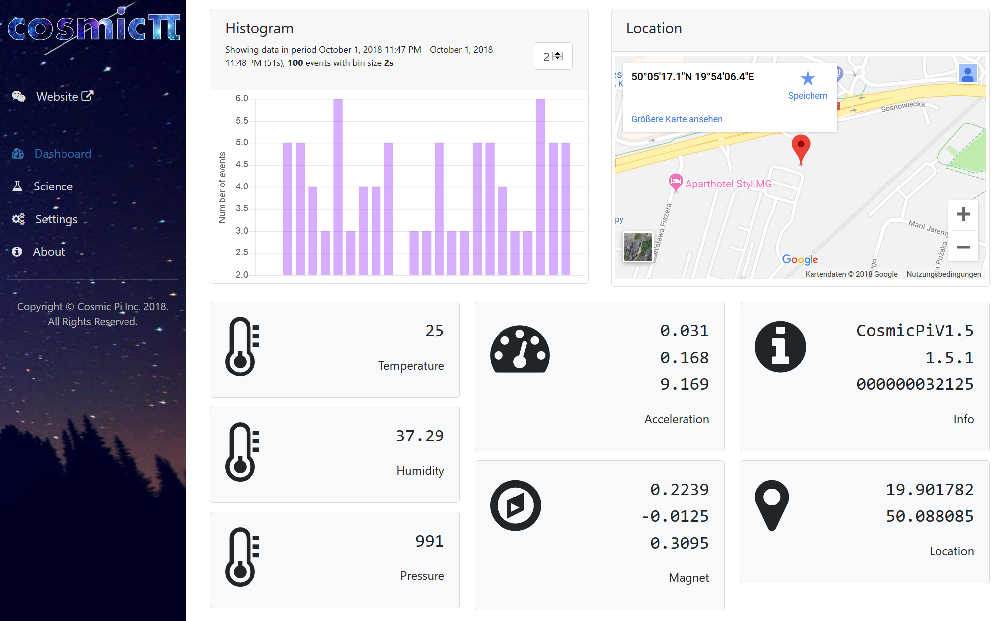 cosmicπ
Website
Dashboard
Science
Settings
About
Copyright © Cosmic Pi Inc. 2018.
All Rights Reserved.
Histogram
Showing data in period October 1, 2018 11:47 PM - October 1, 2018
11:48 PM (51s), 100 events with bin size 2s
2
Number of events
6.0
5.5
5.0
4.5
4.0
3.5
3.0
2.5
2.0
Location
50°05'17.1"N 19°54'06.4"E
Speichern
Größere Karte ansehen
Sosnowiecka
Aparthotel Styl MG
Stanisława Fiszera
Marii Jaremy
Pużaka
py
Google
Kartendaten © 2018 Google
Nutzungsbedingungen
25
Temperature
37.29
Humidity
991
Pressure
0.031
0.168
9.169
Acceleration
0.2239
-0.0125
0.3095
Magnet
CosmicPiV1.5
1.5.1
000000032125
Info
19.901782
50.088085
Location